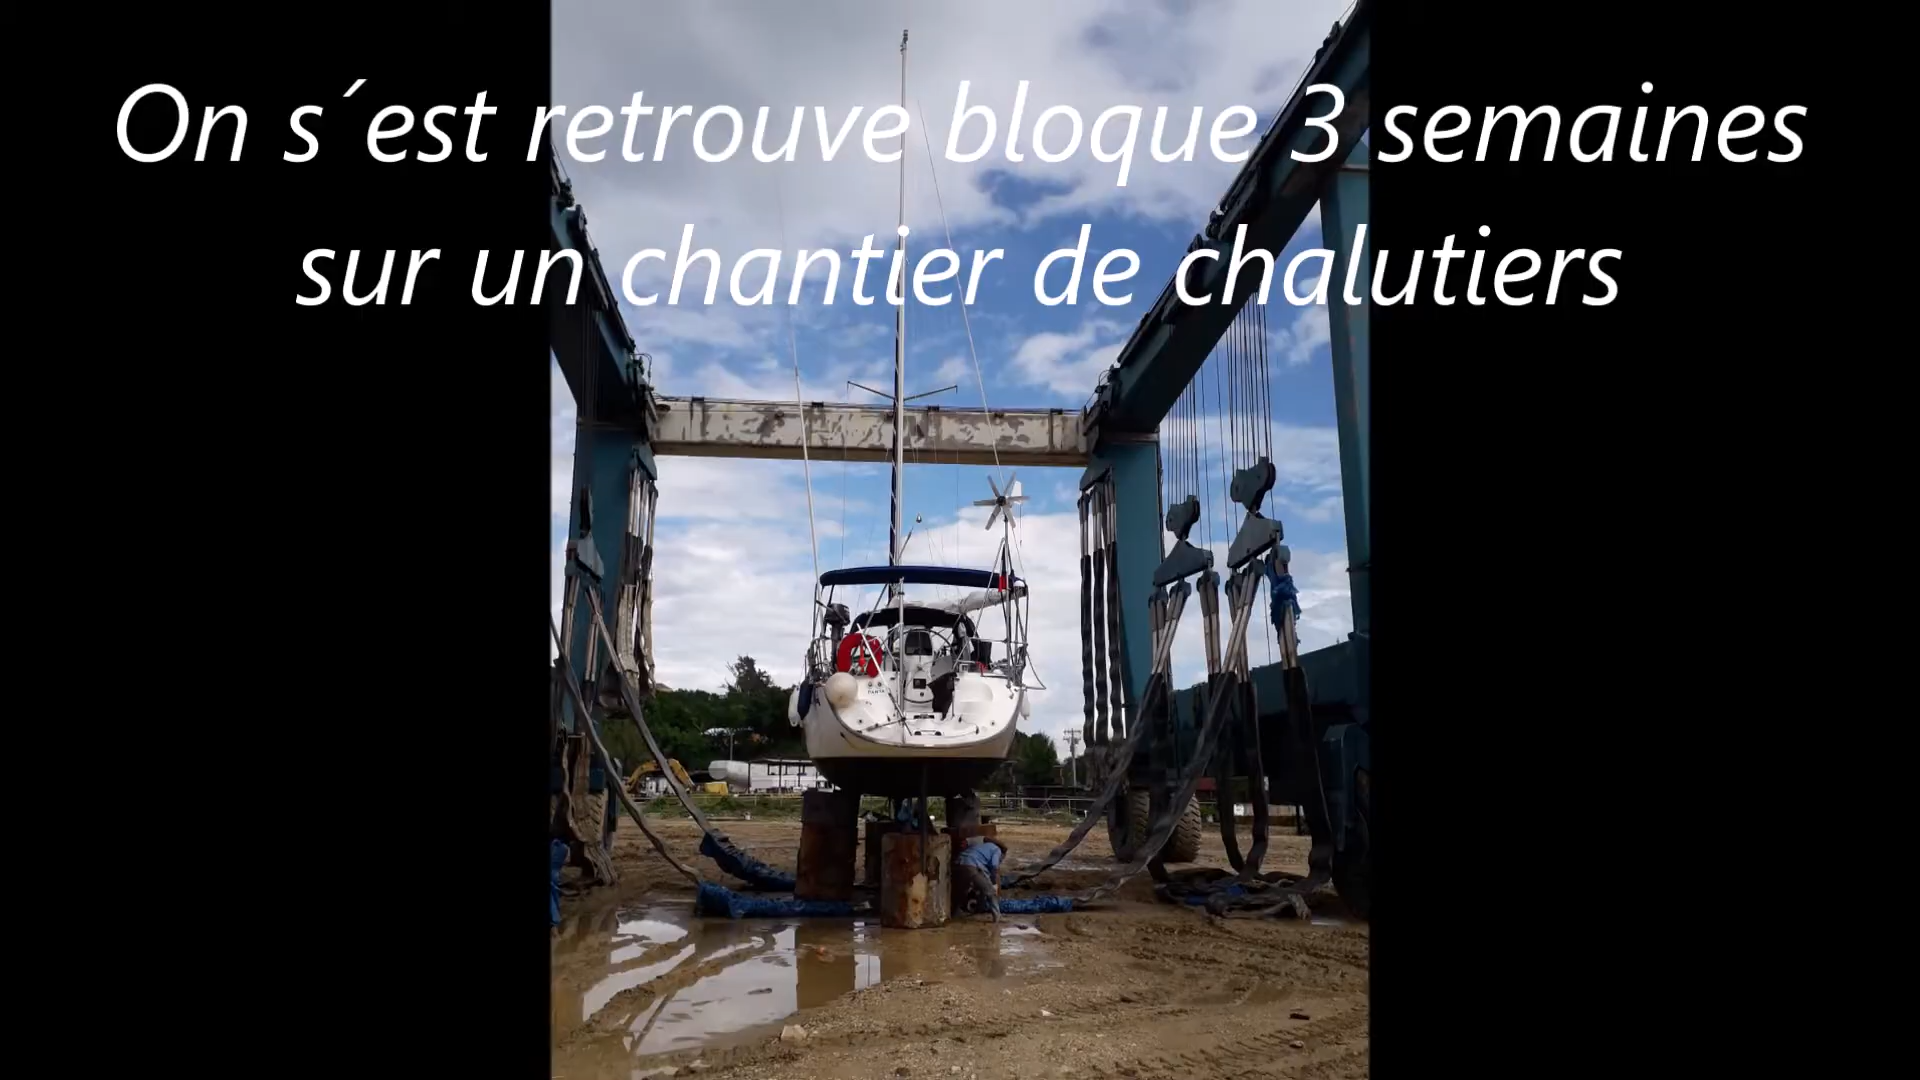 On s´est retrouve bloque 3 semaines
sur un chantier de chalutiers